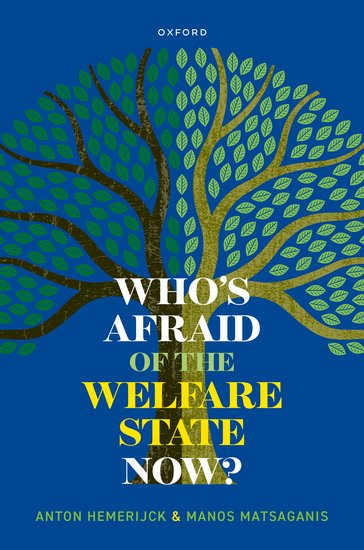 OXFORD
WHO'S
AFRAID
OF THE
WELFARE
STATE
NOW?
ANTON HEMERIJCK & MANOS MATSAGANIS